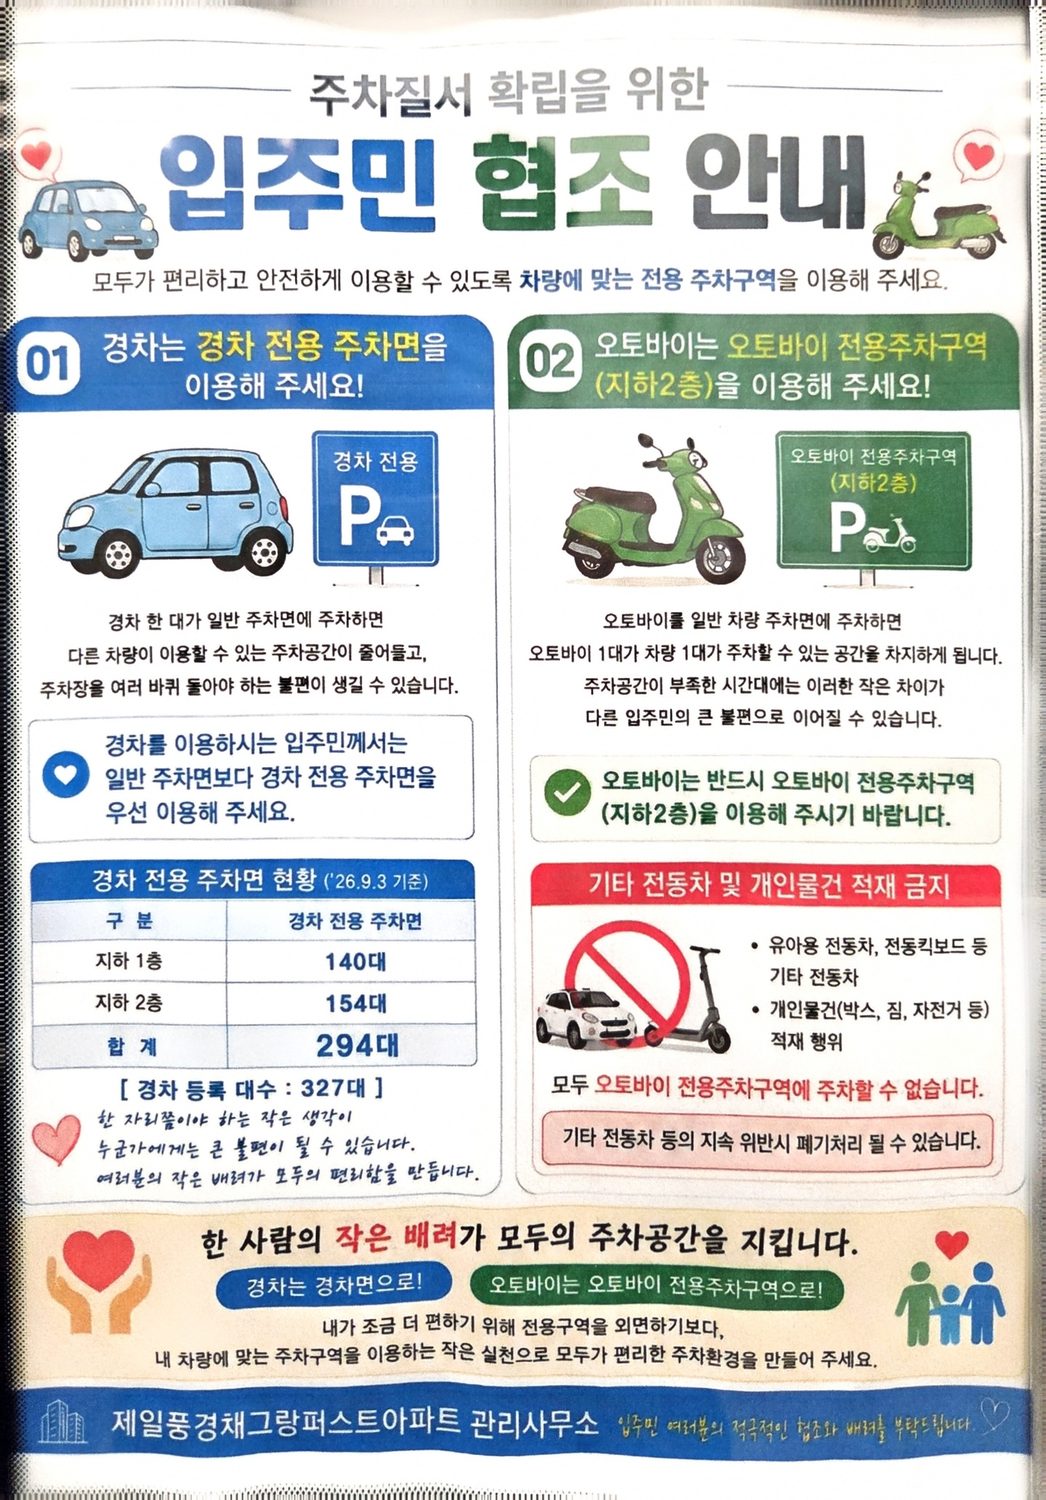 주차질서 확립을 위한
입주민 협조 안내
모두가 편리하고 안전하게 이용할 수 있도록 차량에 맞는 전용 주차구역을 이용해 주세요.
01 경차는 경차 전용 주차면을
이용해 주세요!
경차 전용
P
경차 한 대가 일반 주차면에 주차하면
다른 차량이 이용할 수 있는 주차공간이 줄어들고,
주차장을 여러 바퀴 돌아야 하는 불편이 생길 수 있습니다.
경차를 이용하시는 입주민께서는
일반 주차면보다 경차 전용 주차면을
우선 이용해 주세요.
경차 전용 주차면 현황 ('26.9.3 기준)
구 분 경차 전용 주차면
지하 1층 140대
지하 2층 154대
합 계 294대
[ 경차 등록 대수 : 327대 ]
한 자리쯤이야 하는 작은 생각이
누군가에게는 큰 불편이 될 수 있습니다.
여러분의 작은 배려가 모두의 편리함을 만듭니다.
02 오토바이는 오토바이 전용주차구역
(지하2층)을 이용해 주세요!
오토바이 전용주차구역
(지하2층)
P
오토바이를 일반 차량 주차면에 주차하면
오토바이 1대가 차량 1대가 주차할 수 있는 공간을 차지하게 됩니다.
주차공간이 부족한 시간대에는 이러한 작은 차이가
다른 입주민의 큰 불편으로 이어질 수 있습니다.
오토바이는 반드시 오토바이 전용주차구역
(지하2층)을 이용해 주시기 바랍니다.
기타 전동차 및 개인물건 적재 금지
• 유아용 전동차, 전동킥보드 등
기타 전동차
• 개인물건(박스, 짐, 자전거 등)
적재 행위
모두 오토바이 전용주차구역에 주차할 수 없습니다.
기타 전동차 등의 지속 위반시 폐기처리 될 수 있습니다.
한 사람의 작은 배려가 모두의 주차공간을 지킵니다.
경차는 경차면으로! 오토바이는 오토바이 전용주차구역으로!
내가 조금 더 편하기 위해 전용구역을 외면하기보다,
내 차량에 맞는 주차구역을 이용하는 작은 실천으로 모두가 편리한 주차환경을 만들어 주세요.
제일풍경채그랑퍼스트아파트 관리사무소 입주민 여러분의 적극적인 협조와 배려를 부탁드립니다